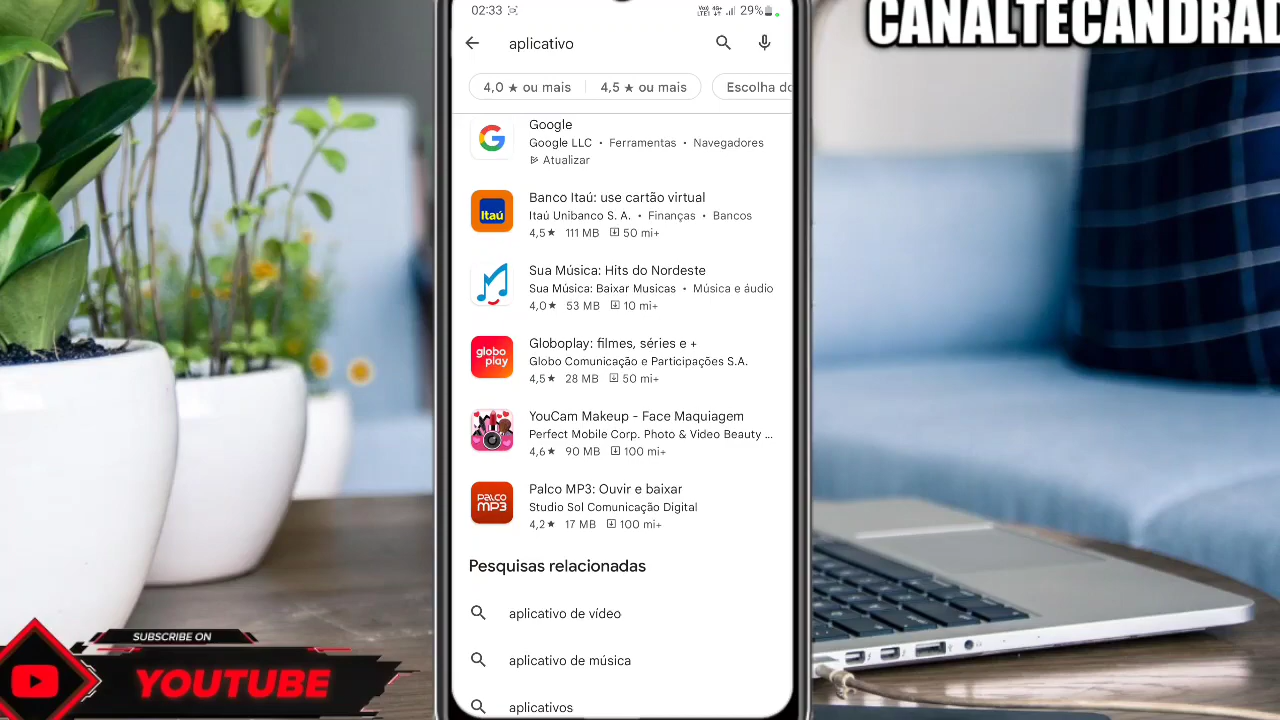 02:33 29%
CANALTECANDRAD
aplicativo
4,0 ★ ou mais 4,5 ★ ou mais Escolha do
Google
Google LLC • Ferramentas • Navegadores
Atualizar
Itaú
Banco Itaú: use cartão virtual
Itaú Unibanco S. A. • Finanças • Bancos
4,5★ 111 MB 50 mi+
Sua Música: Hits do Nordeste
Sua Música: Baixar Musicas • Música e áudio
4,0★ 53 MB 10 mi+
globo
play
Globoplay: filmes, séries e +
Globo Comunicação e Participações S.A.
4,5★ 28 MB 50 mi+
YouCam Makeup - Face Maquiagem
Perfect Mobile Corp. Photo & Video Beauty ...
4,6★ 90 MB 100 mi+
PALCO
MP3
Palco MP3: Ouvir e baixar
Studio Sol Comunicação Digital
4,2★ 17 MB 100 mi+
Pesquisas relacionadas
aplicativo de vídeo
aplicativo de música
aplicativos
SUBSCRIBE ON
YOUTUBE